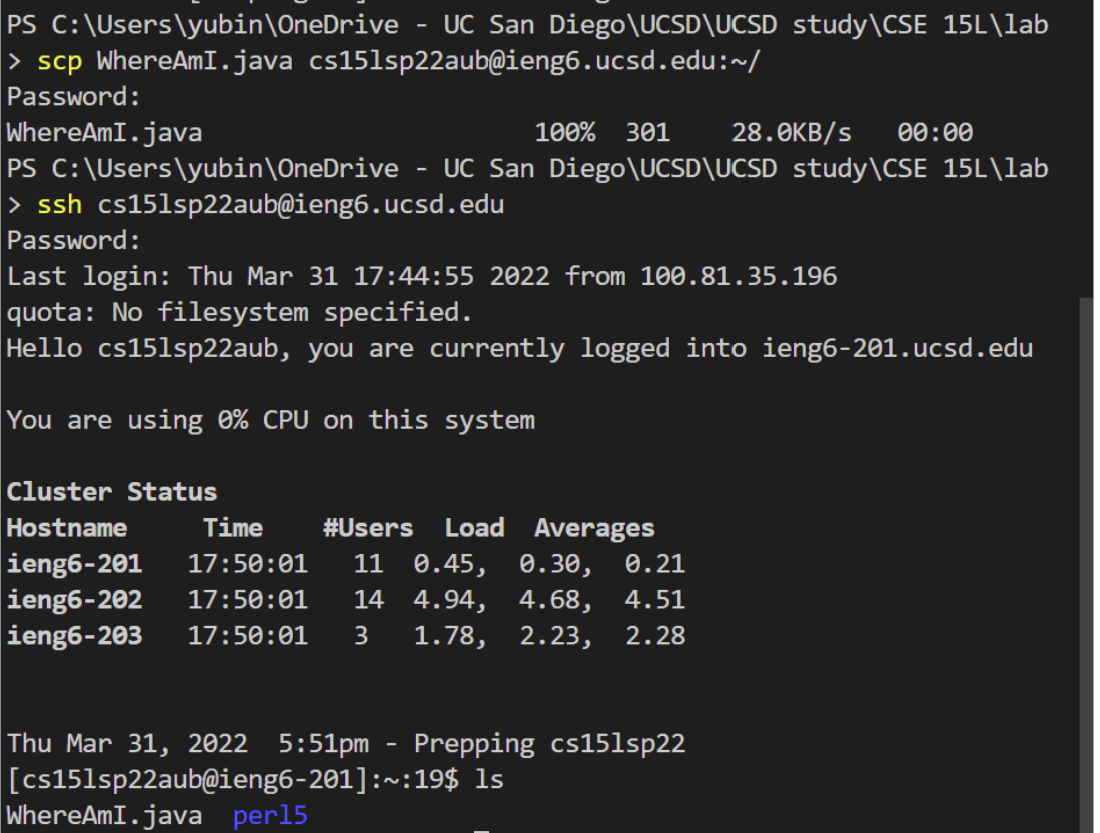 PS C:\Users\yubin\OneDrive - UC San Diego\UCSD\UCSD study\CSE 15L\lab
> scp WhereAmI.java cs15lsp22aub@ieng6.ucsd.edu:~/
Password:
WhereAmI.java 100% 301 28.0KB/s 00:00
PS C:\Users\yubin\OneDrive - UC San Diego\UCSD\UCSD study\CSE 15L\lab
> ssh cs15lsp22aub@ieng6.ucsd.edu
Password:
Last login: Thu Mar 31 17:44:55 2022 from 100.81.35.196
quota: No filesystem specified.
Hello cs15lsp22aub, you are currently logged into ieng6-201.ucsd.edu
You are using 0% CPU on this system
Cluster Status
Hostname Time #Users Load Averages
ieng6-201 17:50:01 11 0.45, 0.30, 0.21
ieng6-202 17:50:01 14 4.94, 4.68, 4.51
ieng6-203 17:50:01 3 1.78, 2.23, 2.28
Thu Mar 31, 2022 5:51pm - Prepping cs15lsp22
[cs15lsp22aub@ieng6-201]:~:19$ ls
WhereAmI.java perl5